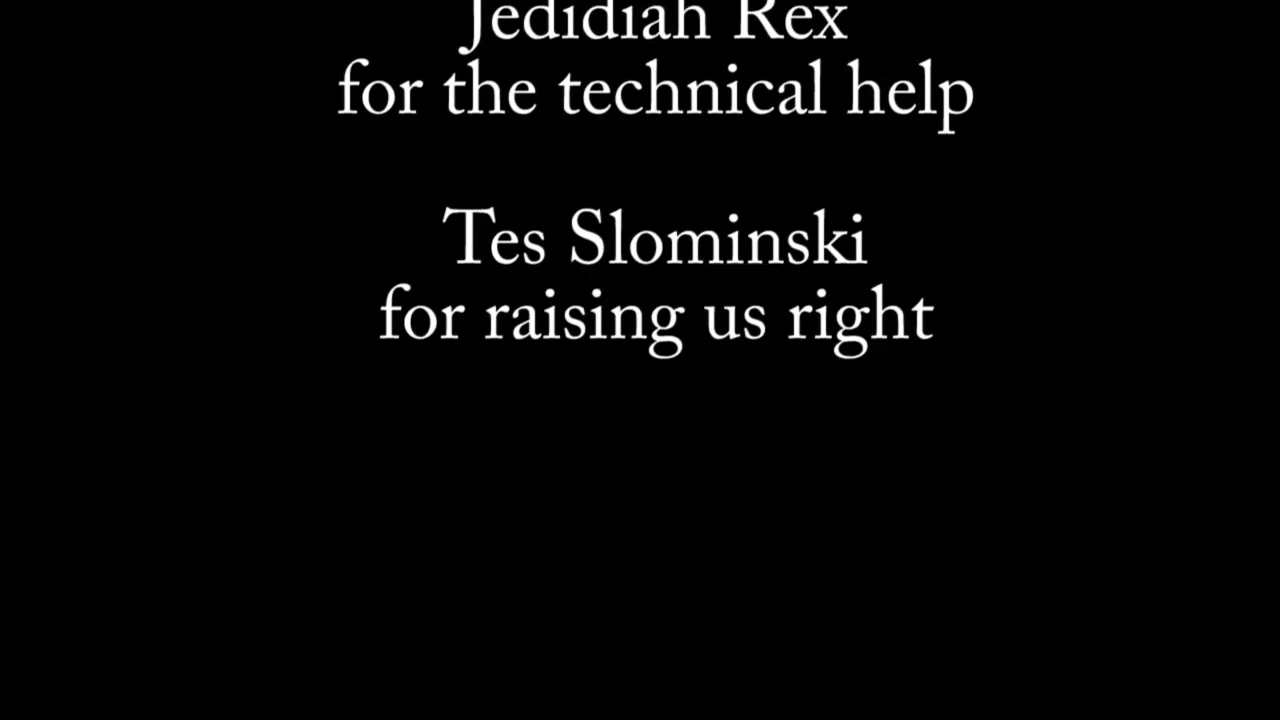 Jedidiah Rex
for the technical help
Tes Slominski
for raising us right